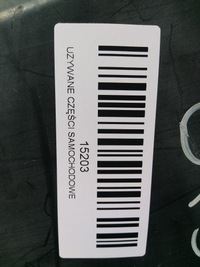 15203
UŻYWANE CZĘŚCI SAMOCHODOWE